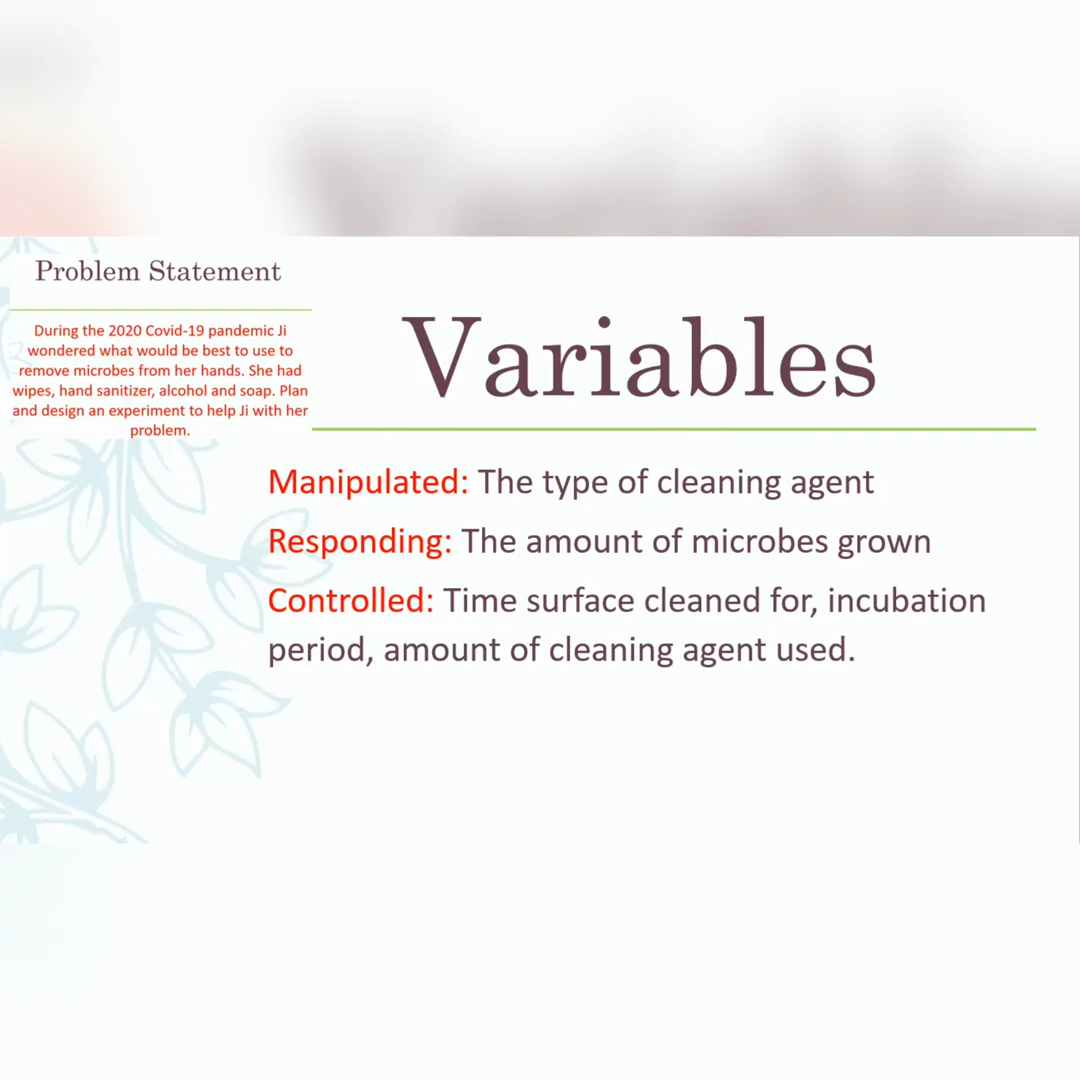 Problem Statement
During the 2020 Covid-19 pandemic Ji
wondered what would be best to use to
remove microbes from her hands. She had
wipes, hand sanitizer, alcohol and soap. Plan
and design an experiment to help Ji with her
problem.
Variables
Manipulated: The type of cleaning agent
Responding: The amount of microbes grown
Controlled: Time surface cleaned for, incubation
period, amount of cleaning agent used.